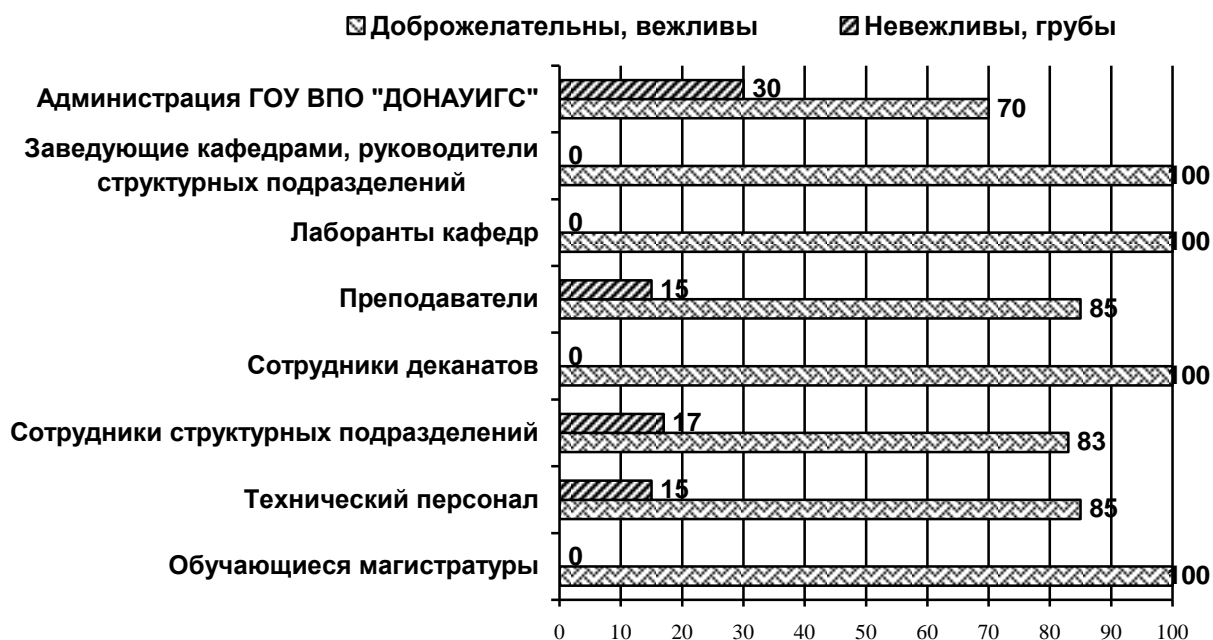 Доброжелательны, вежливы Невежливы, грубы
Администрация ГОУ ВПО "ДОНАУИГС" 30
70
Заведующие кафедрами, руководители 0
структурных подразделений 100
0
Лаборанты кафедр 100
15
Преподаватели 85
0
Сотрудники деканатов 100
17
Сотрудники структурных подразделений 83
15
Технический персонал 85
0
Обучающиеся магистратуры 100
0 10 20 30 40 50 60 70 80 90 100